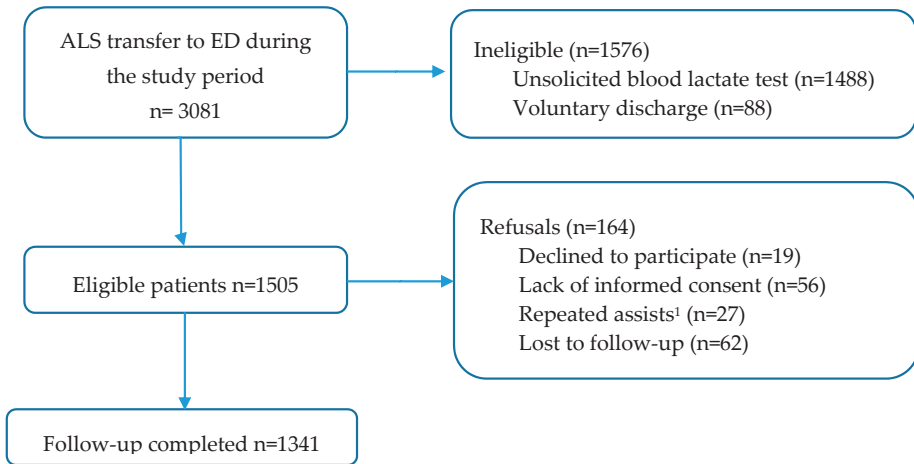 ALS transfer to ED during
the study period
n= 3081
Ineligible (n=1576)
Unsolicited blood lactate test (n=1488)
Voluntary discharge (n=88)
Refusals (n=164)
Declined to participate (n=19)
Lack of informed consent (n=56)
Repeated assists¹ (n=27)
Lost to follow-up (n=62)
Eligible patients n=1505
Follow-up completed n=1341